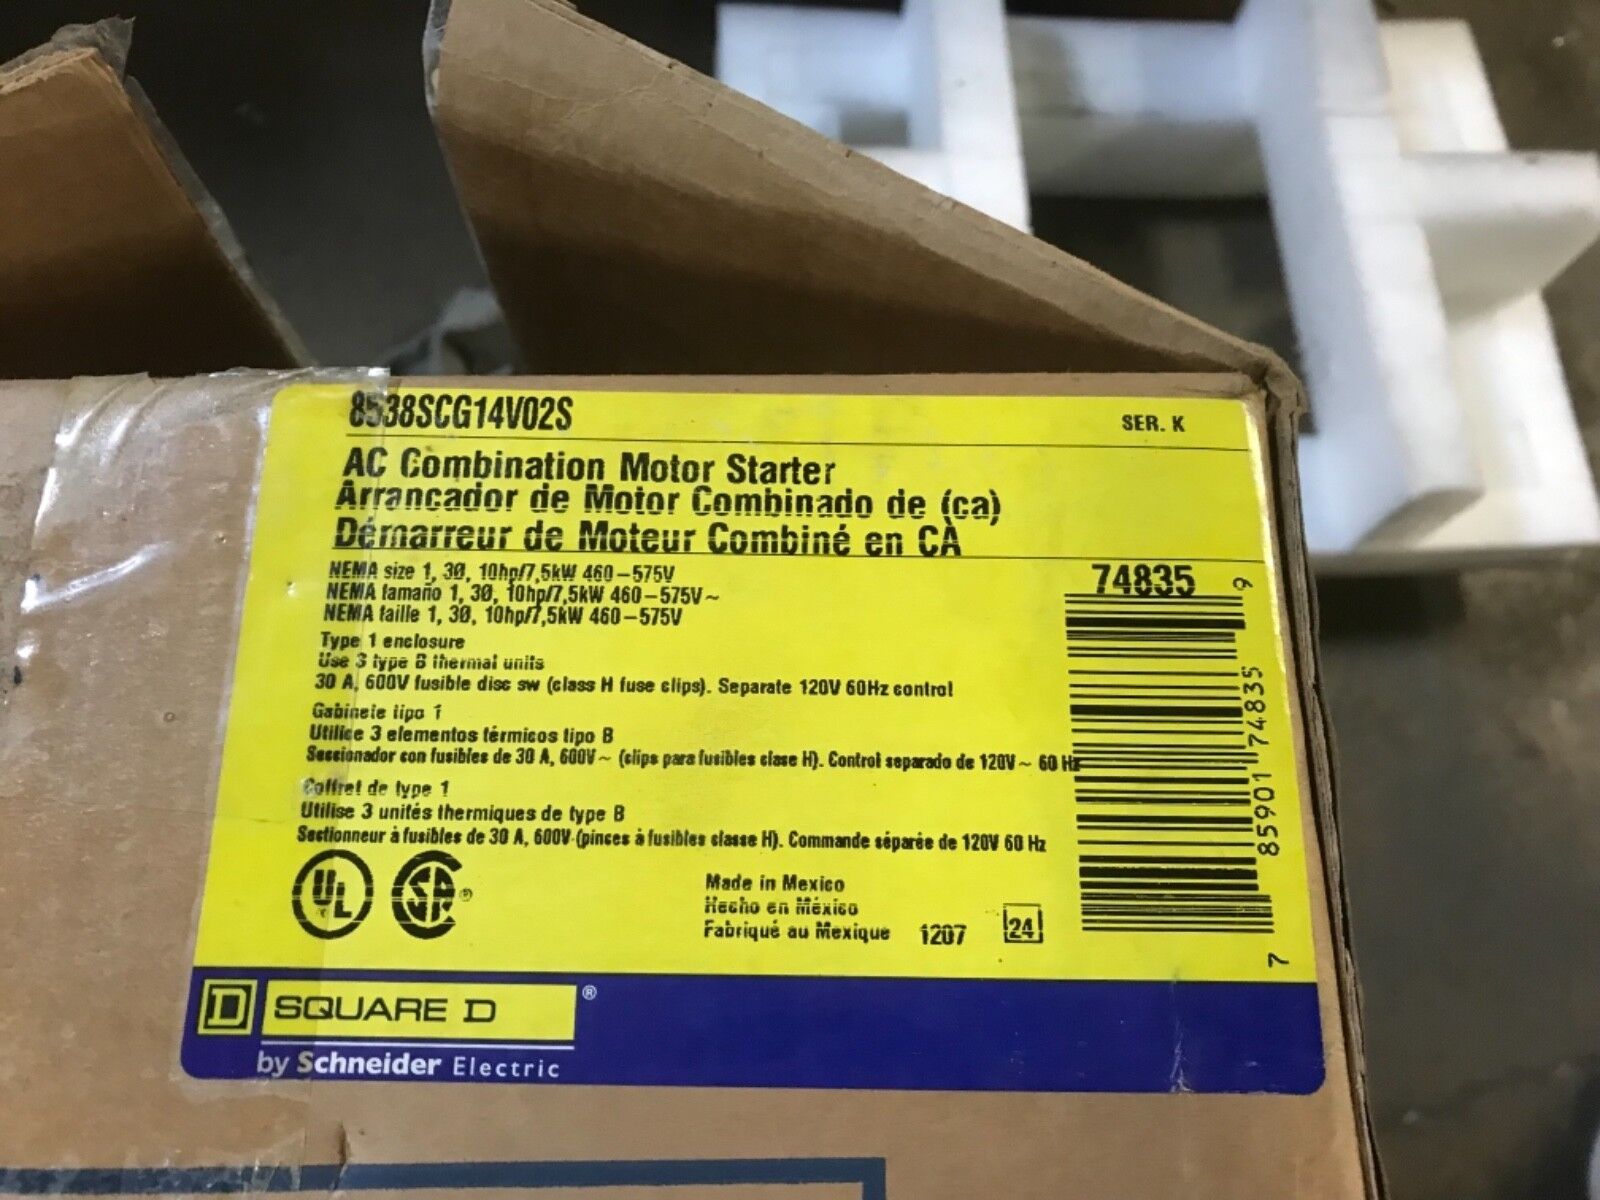 8538SCG14V02S
SER. K
AC Combination Motor Starter
Arrancador de Motor Combinado de (ca)
Démarreur de Moteur Combiné en CA
NEMA size 1, 3Ø, 10hp/7,5kW 460–575V
NEMA tamaño 1, 3Ø, 10hp/7,5kW 460–575V~
NEMA taille 1, 3Ø, 10hp/7,5kW 460–575V
74835
9
Type 1 enclosure
Use 3 type B thermal units
30 A, 600V fusible disc sw (class H fuse clips). Separate 120V 60Hz control
Gabinete tipo 1
Utilice 3 elementos térmicos tipo B
Seccionador con fusibles de 30 A, 600V~ (clips para fusibles clase H). Control separado de 120V~ 60 Hz
Coffret de type 1
Utilise 3 unités thermiques de type B
Sectionneur à fusibles de 30 A, 600V (pinces à fusibles classe H). Commande séparée de 120V 60 Hz
85901 74835
7
UL
SA ®
Made in Mexico
Hecho en México
Fabriqué au Mexique
1207
24
D SQUARE D ®
by Schneider Electric